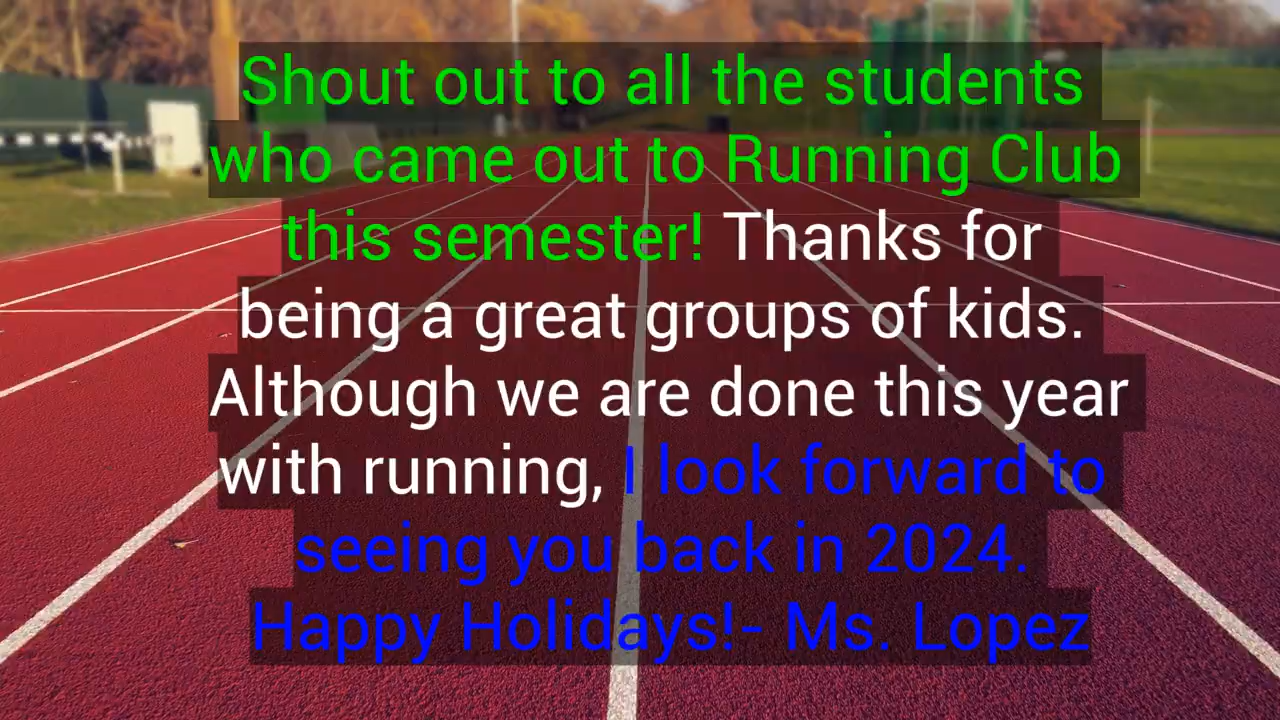 Shout out to all the students
who came out to Running Club
this semester! Thanks for
being a great groups of kids.
Although we are done this year
with running, I look forward to
seeing you back in 2024.
Happy Holidays!- Ms. Lopez